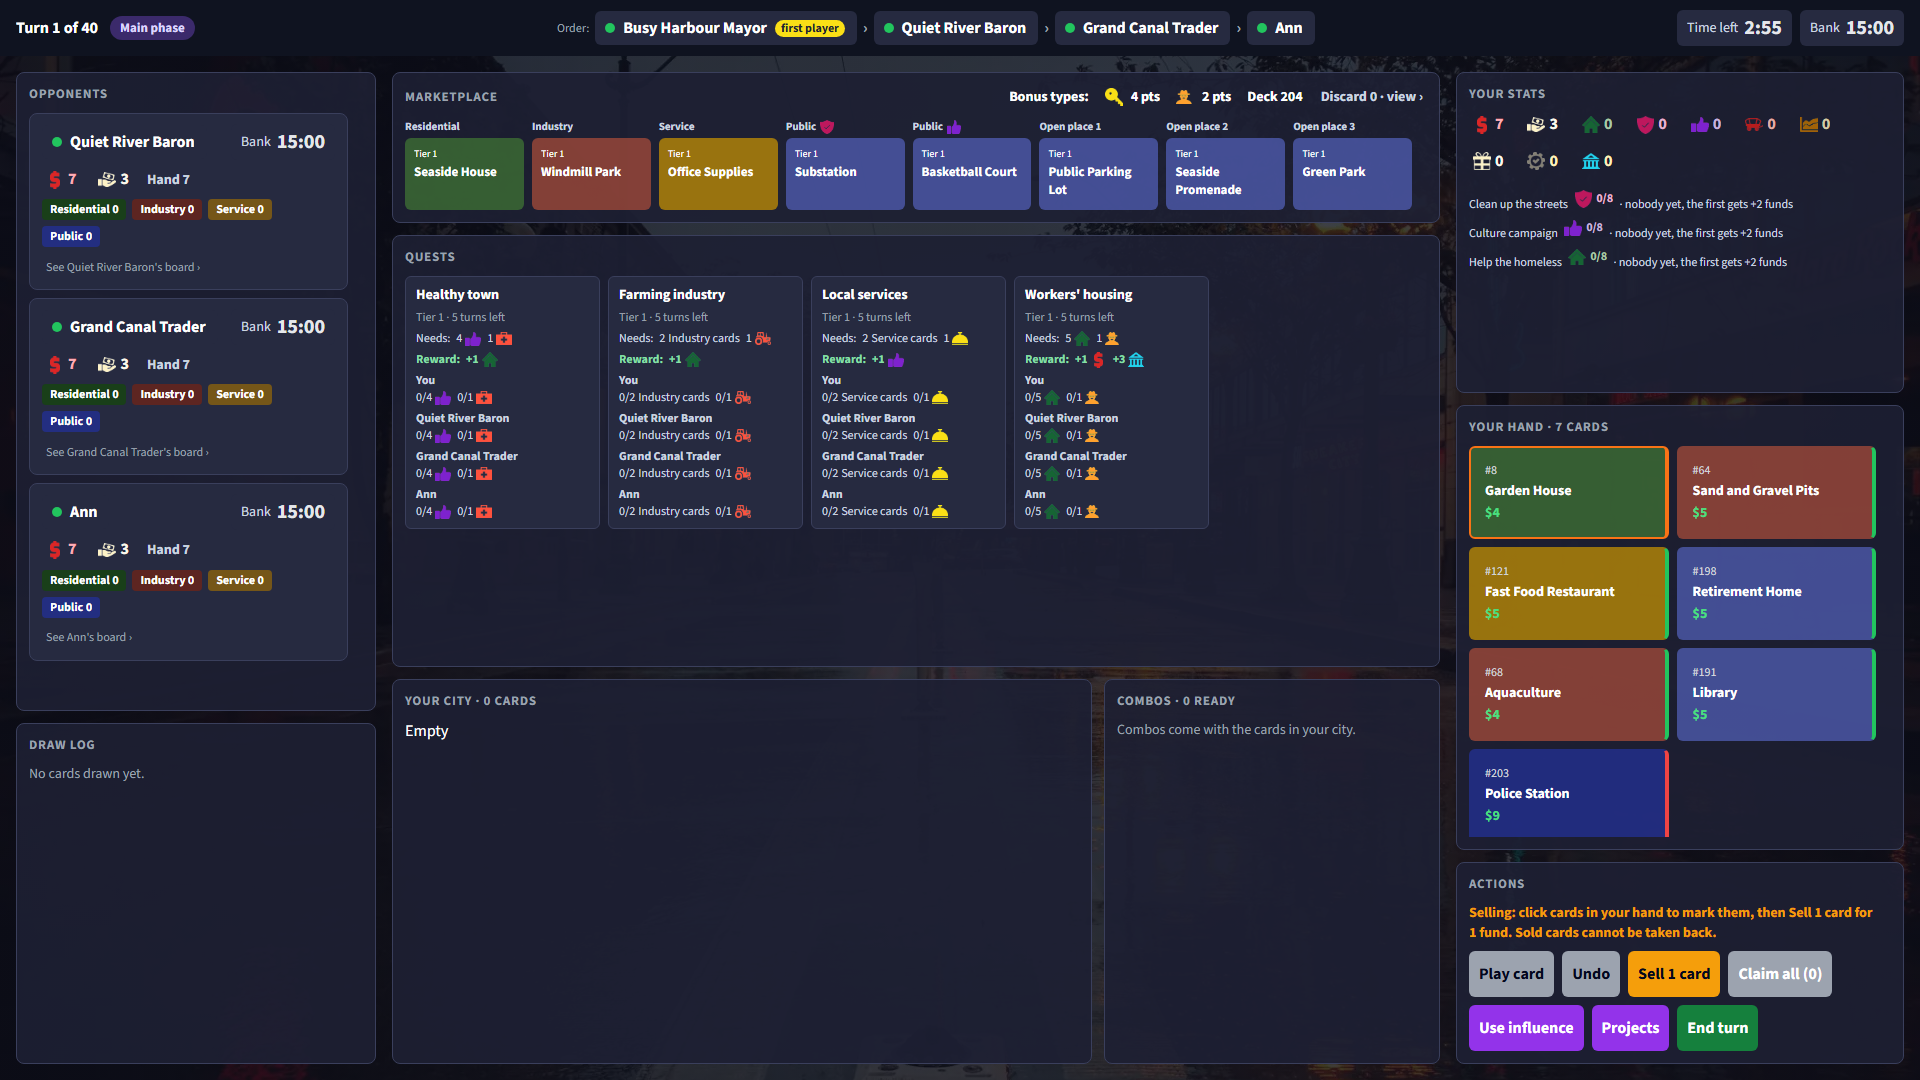 Turn 1 of 40 Main phase
Order: Busy Harbour Mayor first player › Quiet River Baron › Grand Canal Trader › Ann
Time left 2:55 Bank 15:00
OPPONENTS
Quiet River Baron Bank 15:00
7 3 Hand 7
Residential 0 Industry 0 Service 0
Public 0
See Quiet River Baron's board ›
Grand Canal Trader Bank 15:00
7 3 Hand 7
Residential 0 Industry 0 Service 0
Public 0
See Grand Canal Trader's board ›
Ann Bank 15:00
7 3 Hand 7
Residential 0 Industry 0 Service 0
Public 0
See Ann's board ›
DRAW LOG
No cards drawn yet.
MARKETPLACE
Bonus types: 4 pts 2 pts Deck 204 Discard 0 · view ›
Residential Industry Service Public Public Open place 1 Open place 2 Open place 3
Tier 1 Seaside House
Tier 1 Windmill Park
Tier 1 Office Supplies
Tier 1 Substation
Tier 1 Basketball Court
Tier 1 Public Parking Lot
Tier 1 Seaside Promenade
Tier 1 Green Park
QUESTS
Healthy town
Tier 1 · 5 turns left
Needs: 4 1
Reward: +1
You
0/4 0/1
Quiet River Baron
0/4 0/1
Grand Canal Trader
0/4 0/1
Ann
0/4 0/1
Farming industry
Tier 1 · 5 turns left
Needs: 2 Industry cards 1
Reward: +1
You
0/2 Industry cards 0/1
Quiet River Baron
0/2 Industry cards 0/1
Grand Canal Trader
0/2 Industry cards 0/1
Ann
0/2 Industry cards 0/1
Local services
Tier 1 · 5 turns left
Needs: 2 Service cards 1
Reward: +1
You
0/2 Service cards 0/1
Quiet River Baron
0/2 Service cards 0/1
Grand Canal Trader
0/2 Service cards 0/1
Ann
0/2 Service cards 0/1
Workers' housing
Tier 1 · 5 turns left
Needs: 5 1
Reward: +1 +3
You
0/5 0/1
Quiet River Baron
0/5 0/1
Grand Canal Trader
0/5 0/1
Ann
0/5 0/1
YOUR CITY · 0 CARDS
Empty
COMBOS · 0 READY
Combos come with the cards in your city.
YOUR STATS
7 3 0 0 0 0 0
0 0 0
Clean up the streets 0/8 · nobody yet, the first gets +2 funds
Culture campaign 0/8 · nobody yet, the first gets +2 funds
Help the homeless 0/8 · nobody yet, the first gets +2 funds
YOUR HAND · 7 CARDS
#8
Garden House
$4
#64
Sand and Gravel Pits
$5
#121
Fast Food Restaurant
$5
#198
Retirement Home
$5
#68
Aquaculture
$4
#191
Library
$5
#203
Police Station
$9
ACTIONS
Selling: click cards in your hand to mark them, then Sell 1 card for
1 fund. Sold cards cannot be taken back.
Play card Undo Sell 1 card Claim all (0)
Use influence Projects End turn